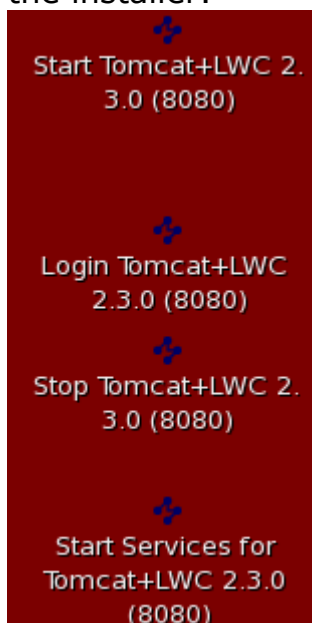 the installer.
Start Tomcat+LWC 2.
3.0 (8080)
Login Tomcat+LWC
2.3.0 (8080)
Stop Tomcat+LWC 2.
3.0 (8080)
Start Services for
Tomcat+LWC 2.3.0
(8080)